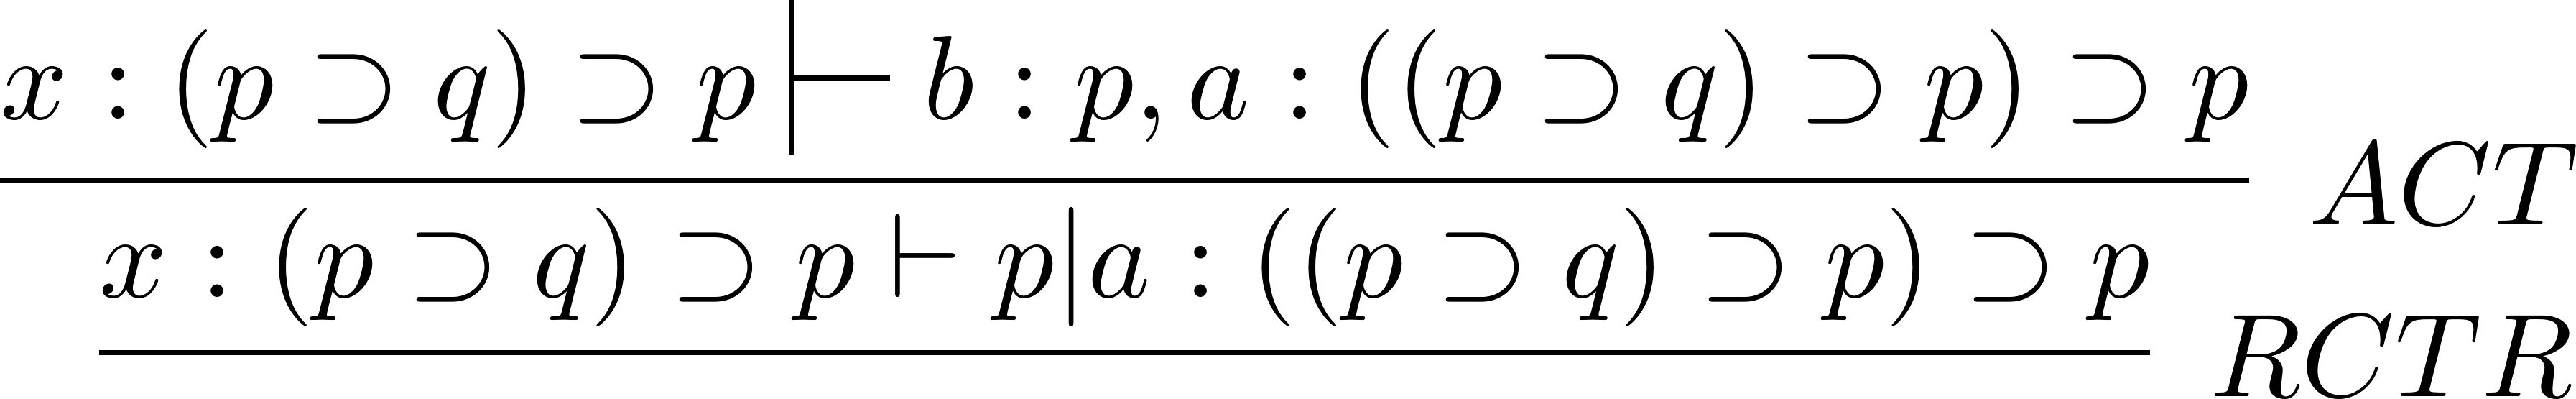 x : (p ⊃ q) ⊃ p ⊢ b : p, a : ((p ⊃ q) ⊃ p) ⊃ p
ACT
x : (p ⊃ q) ⊃ p ⊢ p|a : ((p ⊃ q) ⊃ p) ⊃ p
RCTR